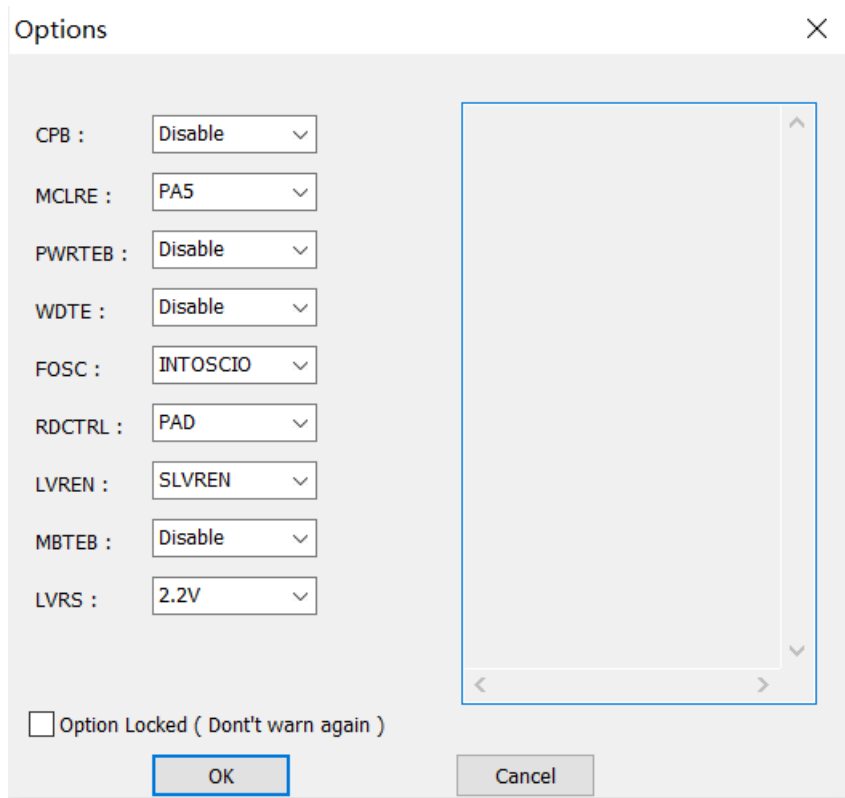 Options
CPB : Disable
MCLRE : PA5
PWRTEB : Disable
WDTE : Disable
FOSC : INTOSCIO
RDCTRL : PAD
LVREN : SLVREN
MBTEB : Disable
LVRS : 2.2V
Option Locked ( Dont't warn again )
OK Cancel